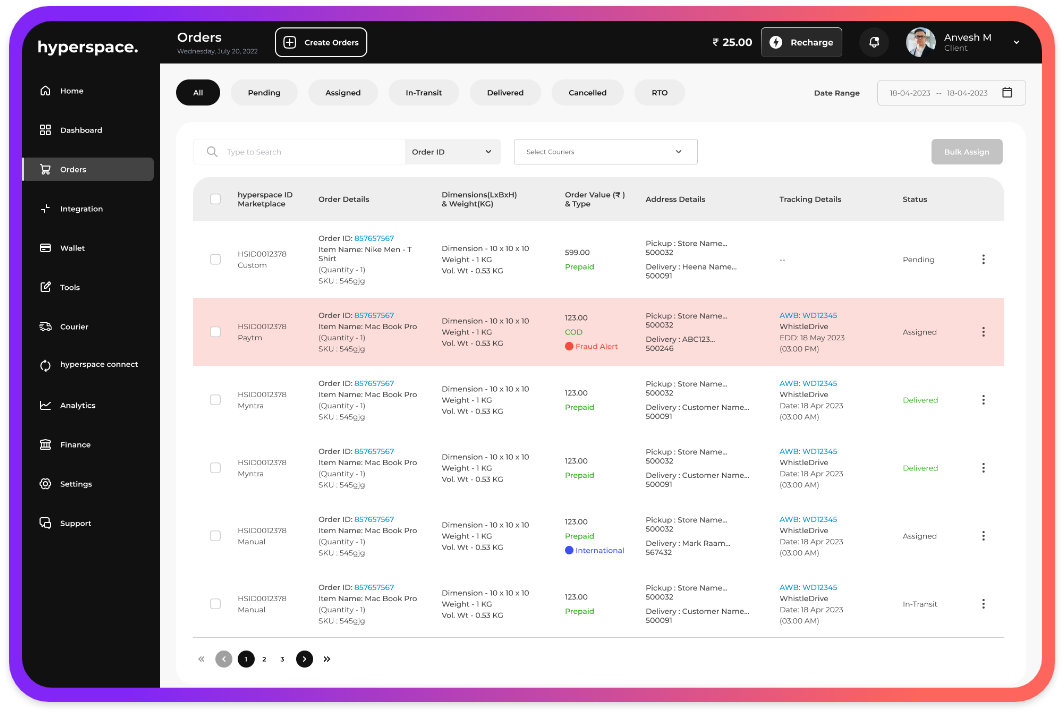 hyperspace.
Orders
Wednesday, July 20, 2022
Create Orders
₹ 25.00
Recharge
Anvesh M
Client
Home
Dashboard
Orders
Integration
Wallet
Tools
Courier
hyperspace connect
Analytics
Finance
Settings
Support
All
Pending
Assigned
In-Transit
Delivered
Cancelled
RTO
Date Range
18-04-2023 -- 18-04-2023
Type to Search
Order ID
Select Couriers
Bulk Assign
hyperspace ID
Marketplace
Order Details
Dimensions(LxBxH)
& Weight(KG)
Order Value (₹ )
& Type
Address Details
Tracking Details
Status
HSID0012378
Custom
Order ID: 857657567
Item Name: Nike Men - T
Shirt
(Quantity - 1)
SKU : 545gjg
Dimension - 10 x 10 x 10
Weight - 1 KG
Vol. Wt - 0.53 KG
599.00
Prepaid
Pickup : Store Name...
500032
Delivery : Heena Name...
500091
--
Pending
HSID0012378
Paytm
Order ID: 857657567
Item Name: Mac Book Pro
(Quantity - 1)
SKU : 545gjg
Dimension - 10 x 10 x 10
Weight - 1 KG
Vol. Wt - 0.53 KG
123.00
COD
Fraud Alert
Pickup : Store Name...
500032
Delivery : ABC123...
500246
AWB: WD12345
WhistleDrive
EDD: 18 May 2023
(03:00 PM)
Assigned
HSID0012378
Myntra
Order ID: 857657567
Item Name: Mac Book Pro
(Quantity - 1)
SKU : 545gjg
Dimension - 10 x 10 x 10
Weight - 1 KG
Vol. Wt - 0.53 KG
123.00
Prepaid
Pickup : Store Name...
500032
Delivery : Customer Name...
500091
AWB: WD12345
WhistleDrive
Date: 18 Apr 2023
(03:00 AM)
Delivered
HSID0012378
Myntra
Order ID: 857657567
Item Name: Mac Book Pro
(Quantity - 1)
SKU : 545gjg
Dimension - 10 x 10 x 10
Weight - 1 KG
Vol. Wt - 0.53 KG
123.00
Prepaid
Pickup : Store Name...
500032
Delivery : Customer Name...
500091
AWB: WD12345
WhistleDrive
Date: 18 Apr 2023
(03:00 AM)
Delivered
HSID0012378
Manual
Order ID: 857657567
Item Name: Mac Book Pro
(Quantity - 1)
SKU : 545gjg
Dimension - 10 x 10 x 10
Weight - 1 KG
Vol. Wt - 0.53 KG
123.00
Prepaid
International
Pickup : Store Name...
500032
Delivery : Mark Raam...
567432
AWB: WD12345
WhistleDrive
Date: 18 Apr 2023
(03:00 AM)
Assigned
HSID0012378
Manual
Order ID: 857657567
Item Name: Mac Book Pro
(Quantity - 1)
SKU : 545gjg
Dimension - 10 x 10 x 10
Weight - 1 KG
Vol. Wt - 0.53 KG
123.00
Prepaid
Pickup : Store Name...
500032
Delivery : Customer Name...
500091
AWB: WD12345
WhistleDrive
Date: 18 Apr 2023
(03:00 AM)
In-Transit
1 2 3